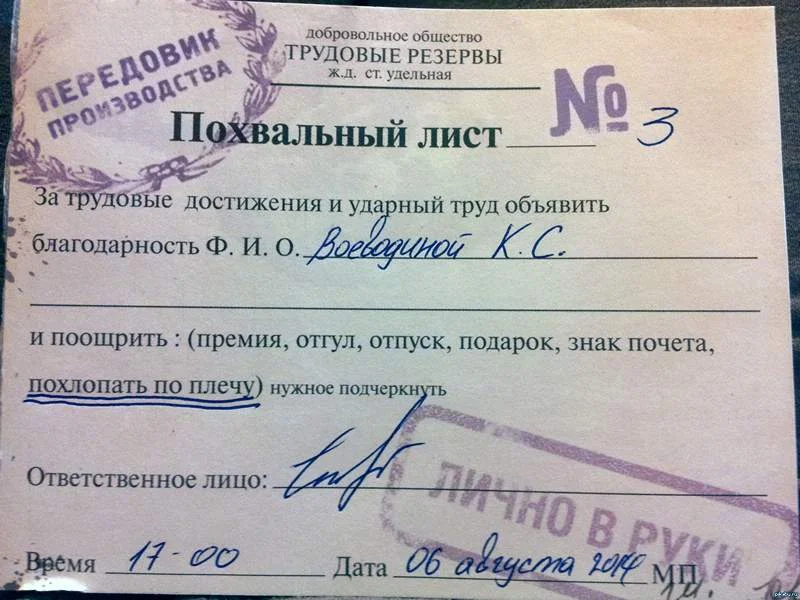 ПЕРЕДОВИК
ПРОИЗВОДСТВА
добровольное общество
ТРУДОВЫЕ РЕЗЕРВЫ
ж.д. ст. удельная
№ 3
Похвальный лист
За трудовые достижения и ударный труд объявить
благодарность Ф. И. О. Воеводиной К. С.
и поощрить : (премия, отгул, отпуск, подарок, знак почета,
похлопать по плечу) нужное подчеркнуть
Ответственное лицо:
ЛИЧНО В РУКИ
Время 17-00 Дата 06 августа 2014 МП